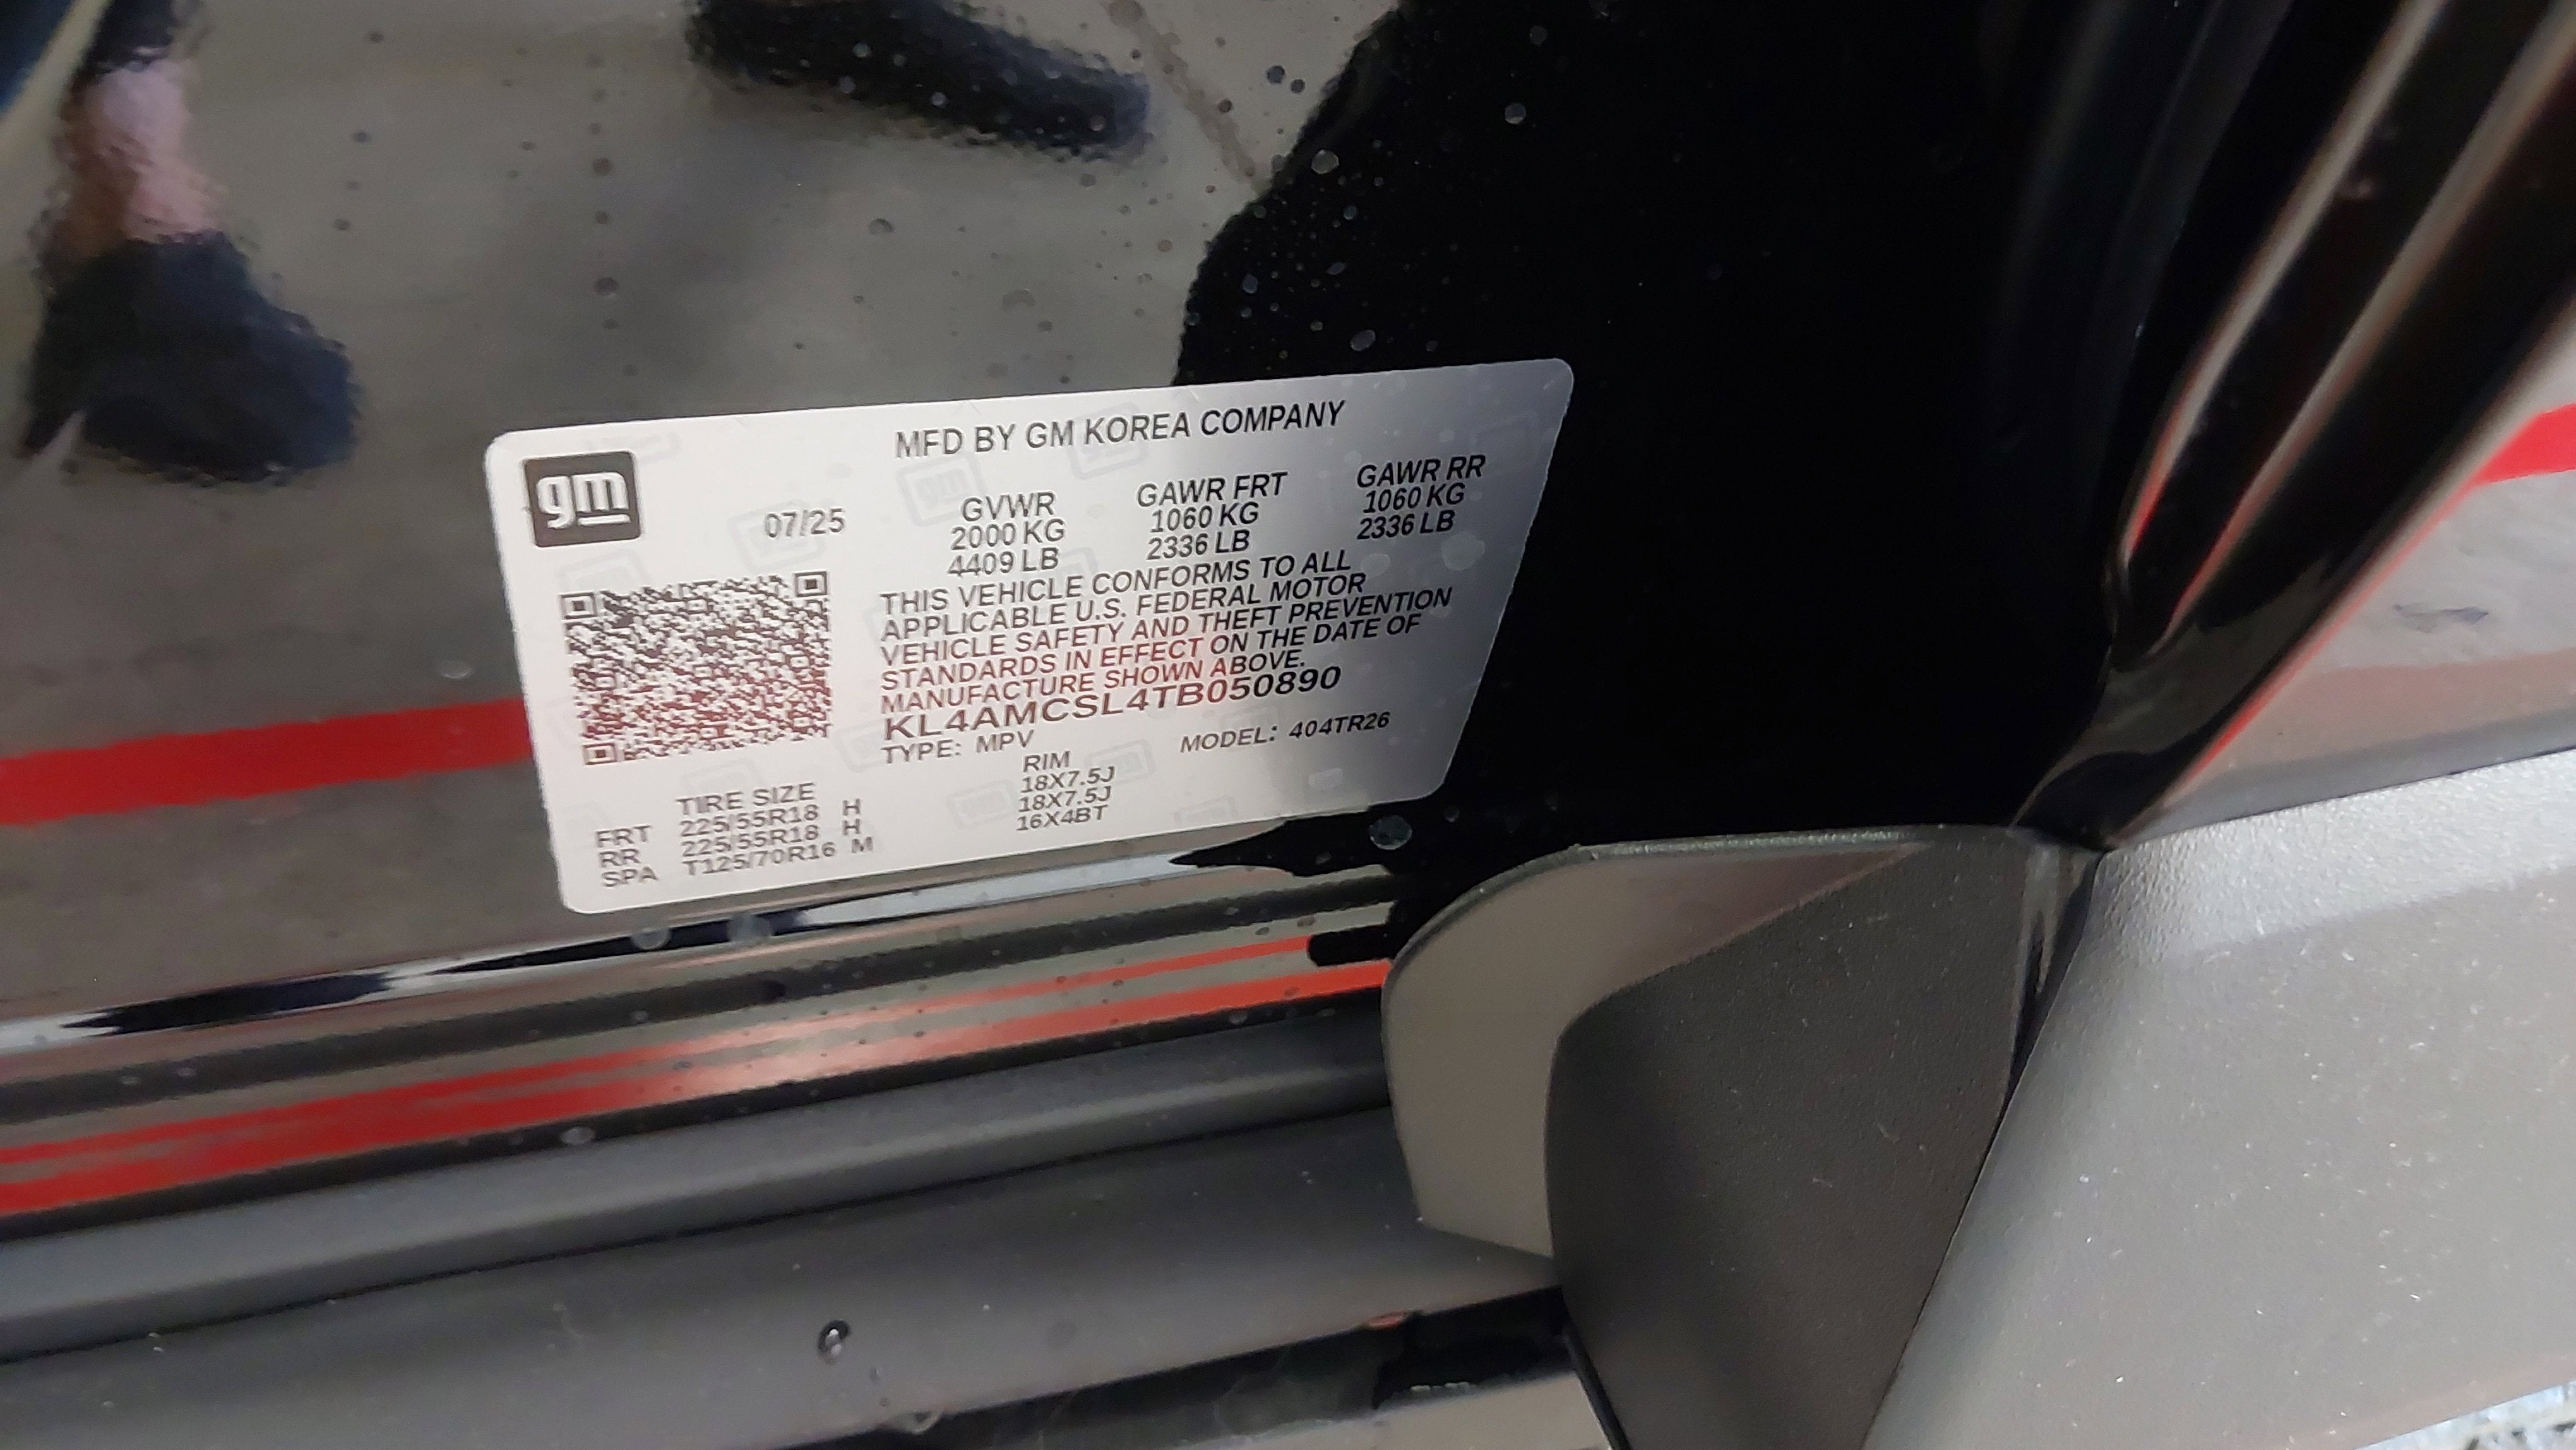 MFD BY GM KOREA COMPANY
gm
07/25
GVWR GAWR FRT GAWR RR
2000 KG 1060 KG 1060 KG
4409 LB 2336 LB 2336 LB
THIS VEHICLE CONFORMS TO ALL
APPLICABLE U.S. FEDERAL MOTOR
VEHICLE SAFETY AND THEFT PREVENTION
STANDARDS IN EFFECT ON THE DATE OF
MANUFACTURE SHOWN ABOVE.
KL4AMCSL4TB050890
TYPE: MPV MODEL: 404TR26
TIRE SIZE RIM
FRT 225/55R18 H 18X7.5J
RR 225/55R18 H 18X7.5J
SPA T125/70R16 M 16X4BT